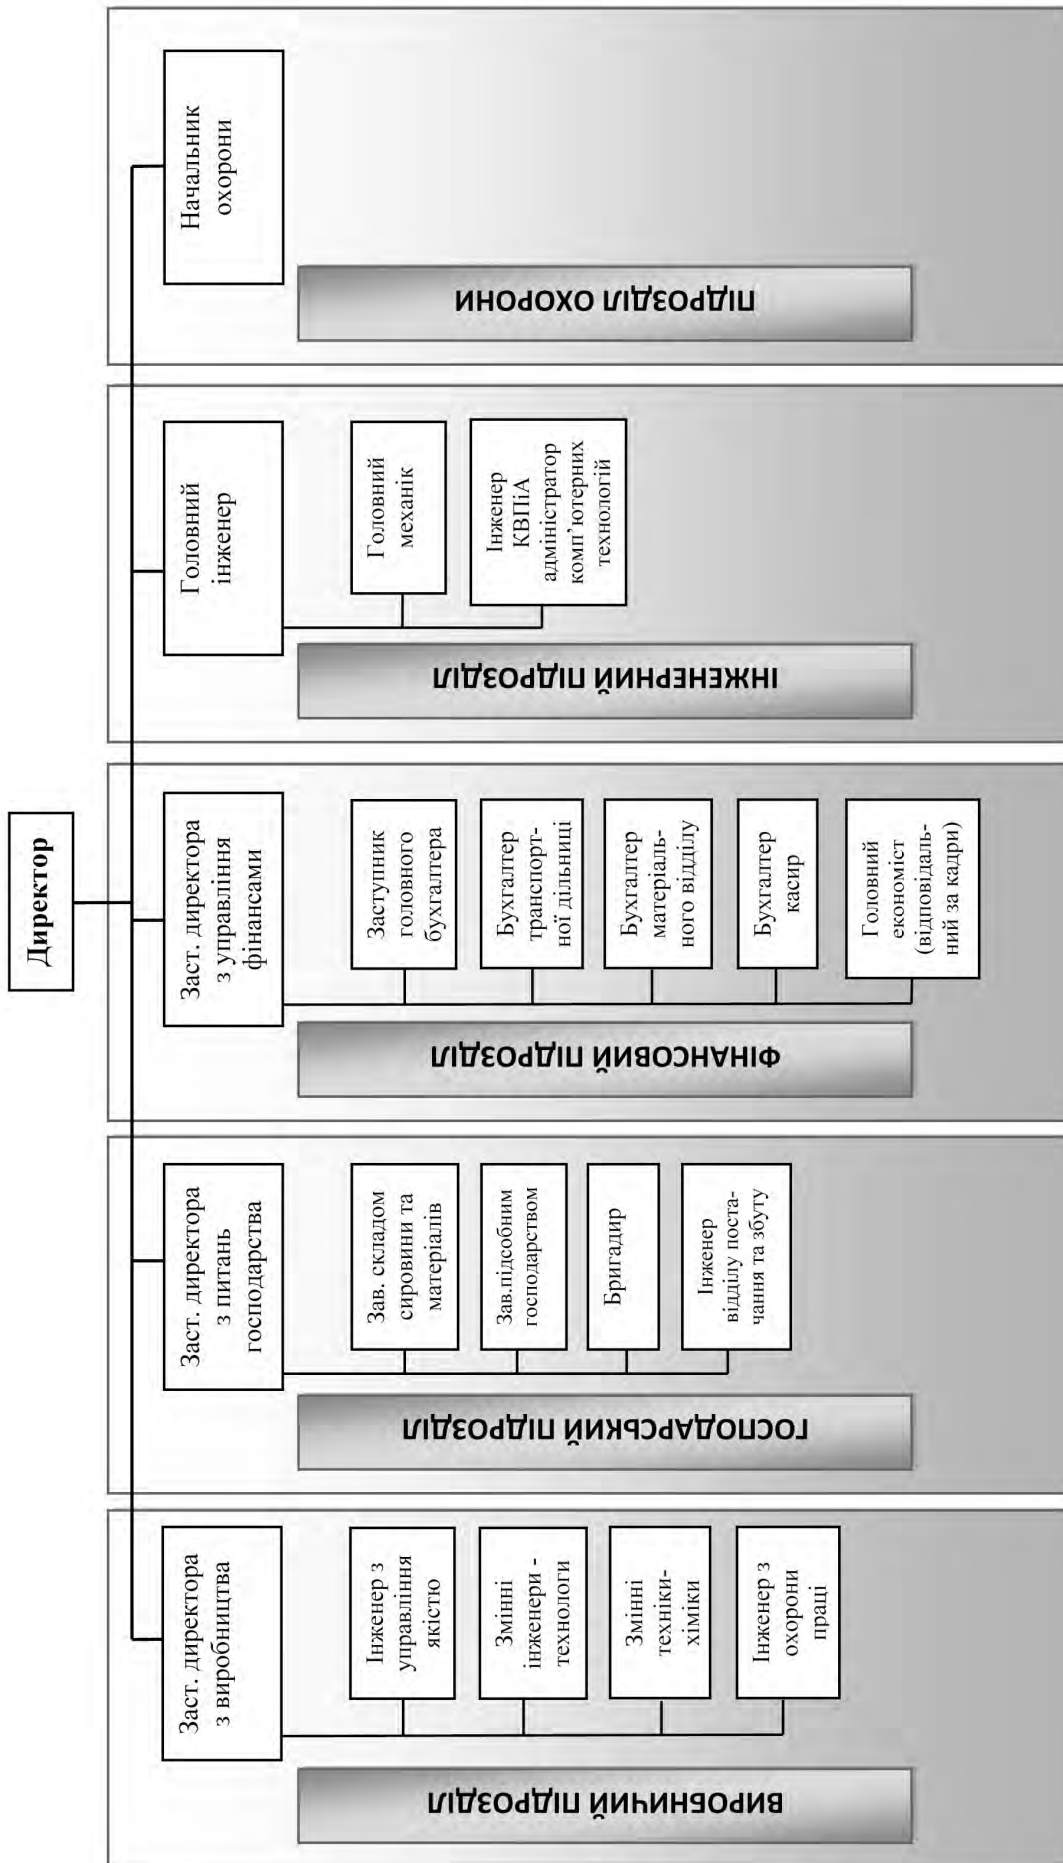 Директор
Заст. директора
з виробництва
ВИРОБНИЧИЙ ПІДРОЗДІЛ
Інженер з
управління
якістю
Змінні
інженери -
технологи
Змінні
техніки-
хіміки
Інженер з
охорони
праці
Заст. директора
з питань
господарства
ГОСПОДАРСЬКИЙ ПІДРОЗДІЛ
Зав. складом
сировини та
матеріалів
Зав.підсобним
господарством
Бригадир
Інженер
відділу поста-
чання та збуту
Заст. директора
з управління
фінансами
ФІНАНСОВИЙ ПІДРОЗДІЛ
Заступник
головного
бухгалтера
Бухгалтер
транспорт-
ної дільниці
Бухгалтер
матеріаль-
ного відділу
Бухгалтер
касир
Головний
економіст
(відповідаль-
ний за кадри)
Головний
інженер
ІНЖЕНЕРНИЙ ПІДРОЗДІЛ
Головний
механік
Інженер
КВПіА
адміністратор
комп’ютерних
технологій
Начальник
охорони
ПІДРОЗДІЛ ОХОРОНИ